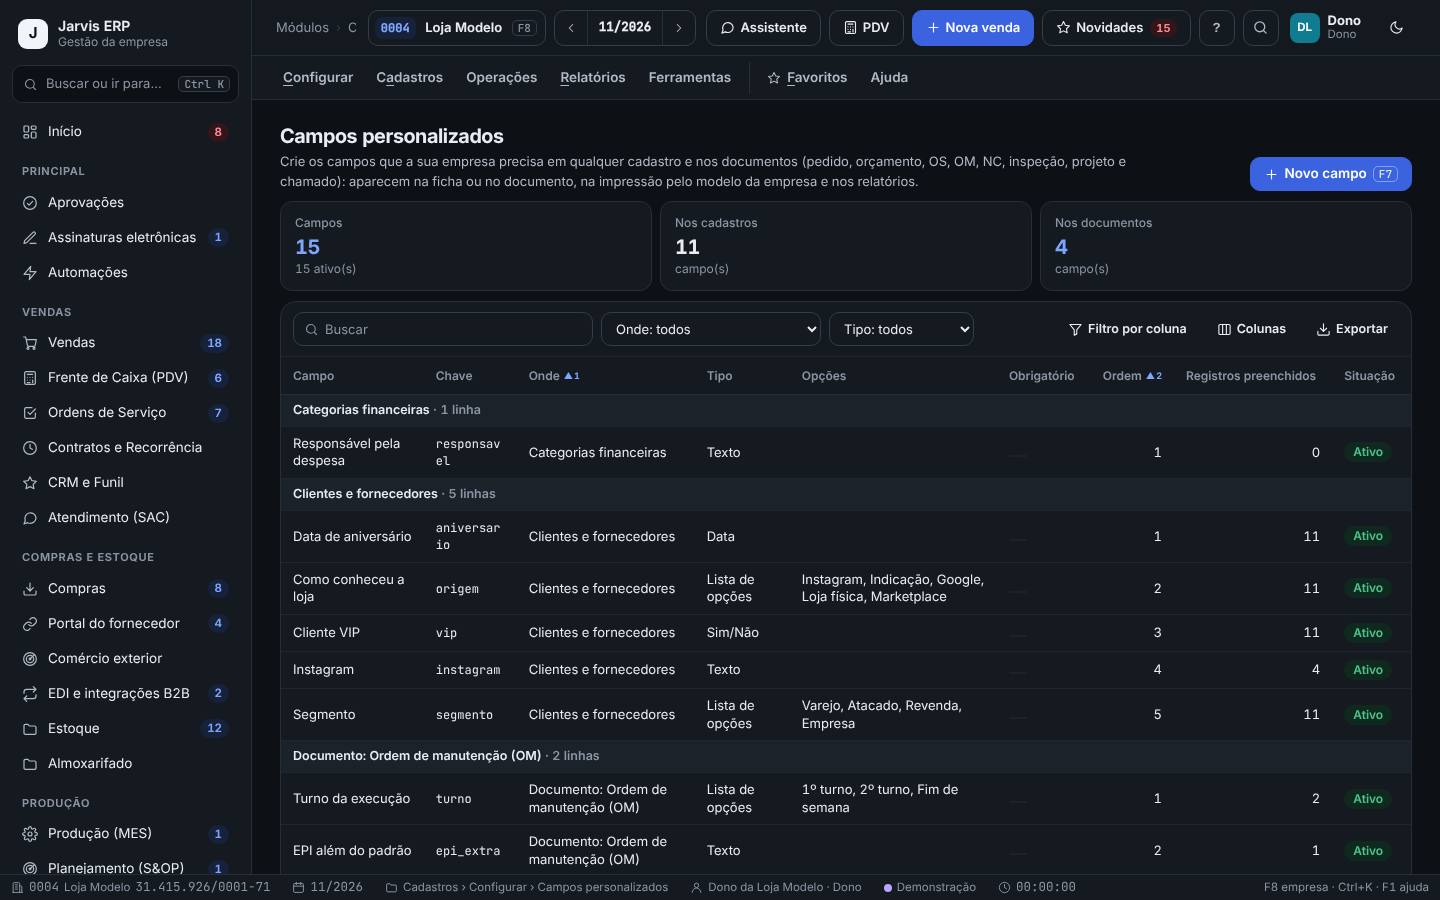 J
Jarvis ERP
Gestão da empresa
Buscar ou ir para... Ctrl K
Início 8
PRINCIPAL
Aprovações
Assinaturas eletrônicas 1
Automações
VENDAS
Vendas 18
Frente de Caixa (PDV) 6
Ordens de Serviço 7
Contratos e Recorrência
CRM e Funil
Atendimento (SAC)
COMPRAS E ESTOQUE
Compras 8
Portal do fornecedor 4
Comércio exterior
EDI e integrações B2B 2
Estoque 12
Almoxarifado
PRODUÇÃO
Produção (MES) 1
Planejamento (S&OP) 1
Módulos › C
0004 Loja Modelo F8
‹ 11/2026 ›
Assistente
PDV
+ Nova venda
Novidades 15
?
DL
Dono
Dono
Configurar Cadastros Operações Relatórios Ferramentas Favoritos Ajuda
Campos personalizados
Crie os campos que a sua empresa precisa em qualquer cadastro e nos documentos (pedido, orçamento, OS, OM, NC, inspeção, projeto e
chamado): aparecem na ficha ou no documento, na impressão pelo modelo da empresa e nos relatórios.
+ Novo campo F7
Campos
15
15 ativo(s)
Nos cadastros
11
campo(s)
Nos documentos
4
campo(s)
Buscar
Onde: todos
Tipo: todos
Filtro por coluna
Colunas
Exportar
Campo Chave Onde ▲1 Tipo Opções Obrigatório Ordem ▲2 Registros preenchidos Situação
Categorias financeiras · 1 linha
Responsável pela despesa responsavel Categorias financeiras Texto — 1 0 Ativo
Clientes e fornecedores · 5 linhas
Data de aniversário aniversario Clientes e fornecedores Data — 1 11 Ativo
Como conheceu a loja origem Clientes e fornecedores Lista de opções Instagram, Indicação, Google, Loja física, Marketplace — 2 11 Ativo
Cliente VIP vip Clientes e fornecedores Sim/Não — 3 11 Ativo
Instagram instagram Clientes e fornecedores Texto — 4 4 Ativo
Segmento segmento Clientes e fornecedores Lista de opções Varejo, Atacado, Revenda, Empresa — 5 11 Ativo
Documento: Ordem de manutenção (OM) · 2 linhas
Turno da execução turno Documento: Ordem de manutenção (OM) Lista de opções 1º turno, 2º turno, Fim de semana — 1 2 Ativo
EPI além do padrão epi_extra Documento: Ordem de manutenção (OM) Texto — 2 1 Ativo
0004 Loja Modelo 31.415.926/0001-71
11/2026
Cadastros › Configurar › Campos personalizados
Dono da Loja Modelo · Dono
Demonstração
00:00:00
F8 empresa · Ctrl+K · F1 ajuda